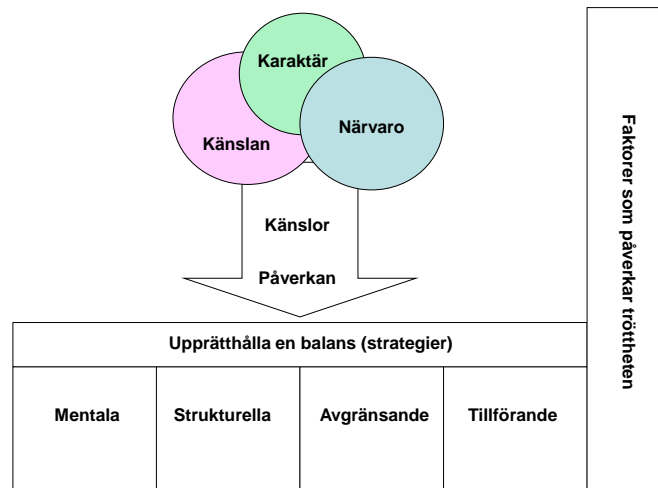 Karaktär
Känslan
Närvaro
Känslor
Påverkan
Upprätthålla en balans (strategier)
Mentala
Strukturella
Avgränsande
Tillförande
Faktorer som påverkar tröttheten